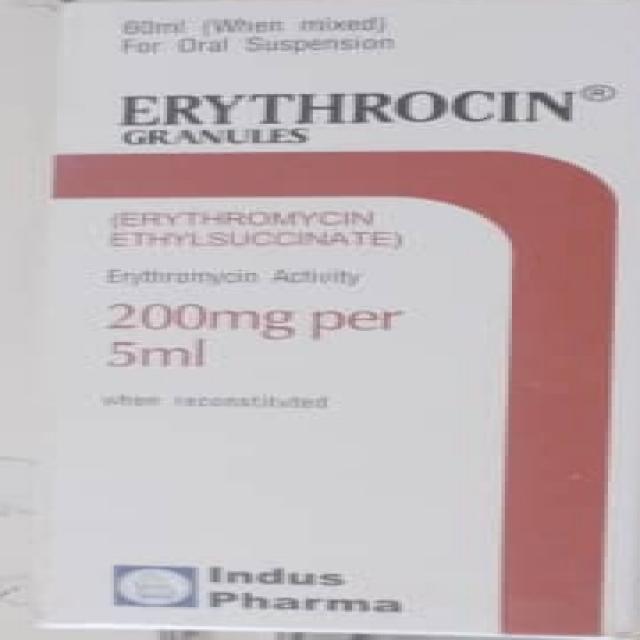 60ml (When mixed)
For Oral Suspension
ERYTHROCIN®
GRANULES
(ERYTHROMYCIN
ETHYLSUCCINATE)
Erythromycin Activity
200mg per
5ml
when reconstituted
Indus
Pharma